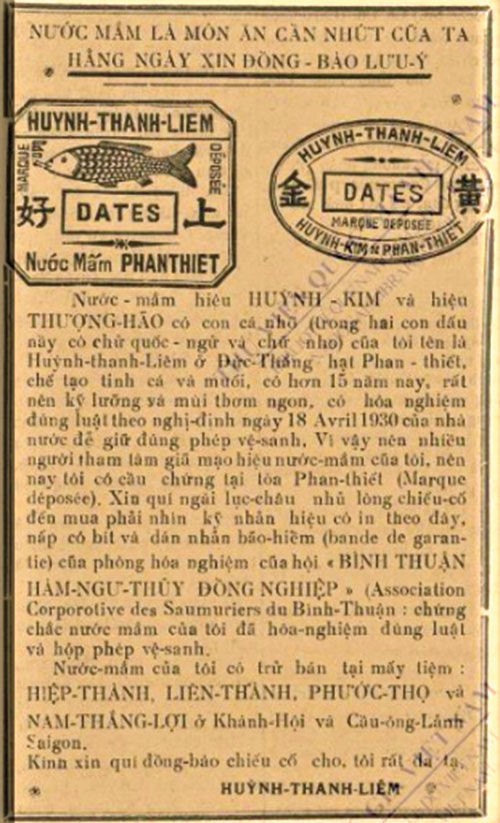 NƯỚC MẮM LÀ MÓN ĂN CẦN NHỨT CỦA TA
HẰNG NGÀY XIN ĐỒNG - BÀO LƯU-Ý
HUYNH-THANH-LIEM
MARQUE
DÉPOSÉE
DATES
好 上
Nước Mắm PHANTHIET
HUYNH-THANH-LIEM
金 黃
DATES
MARQUE DÉPOSÉE
HUYNH-KIM PHAN-THIET
Nước - mắm hiệu HUỲNH - KIM và hiệu
THƯỢNG-HẢO có con cá nhỏ (trong hai con dấu
này có chữ quốc - ngữ và chữ nho) của tôi tên là
Huỳnh-thanh-Liêm ở Đức-Thắng hạt Phan - thiết,
chế tạo tinh cá và muối, có hơn 15 năm nay, rất
nên kỹ lưỡng và mùi thơm ngon, có hóa nghiệm
đúng luật theo nghị-định ngày 18 Avril 1930 của nhà
nước để giữ đúng phép vệ-sanh, Vì vậy nên nhiều
người tham tâm giả mạo hiệu nước-mắm của tôi, nên
nay tôi có cầu chứng tại tòa Phan-thiết (Marque
déposée). Xin quí ngài lục-châu nhủ lòng chiếu-cố
đến mua phải nhìn kỹ nhãn hiệu có in theo đây,
nắp có bít và dán nhãn bảo-hiểm (bande de garan-
tie) của phòng hóa nghiệm của hội « BÌNH THUẬN
HÀM-NGƯ-THỦY ĐỒNG NGHIỆP » (Association
Corporotive des Saumuriers du Binh-Thuận : chứng
chắc nước mắm của tôi đã hóa-nghiệm đúng luật
và hộp phép vệ-sanh.
Nước-mắm của tôi có trử bán tại mấy tiệm :
HIỆP-THÀNH, LIÊN-THÀNH, PHƯỚC-THỌ và
NAM-THẮNG-LỢI ở Khánh-Hội và Cầu-ông-Lãnh
Saigon.
Kính xin quí đồng-bào chiếu cố cho, tôi rất đa tạ.
HUỲNH-THANH-LIÊM